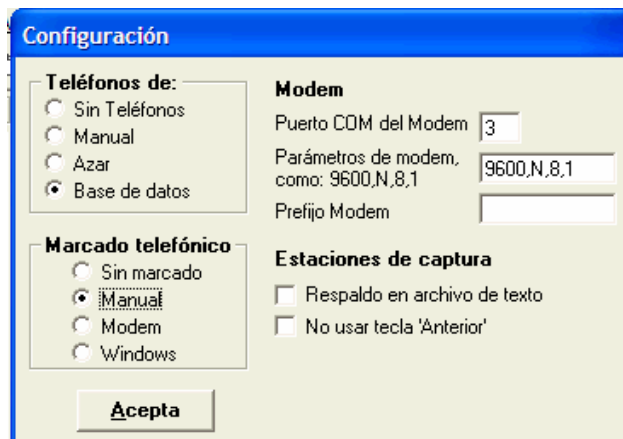 Configuración
Teléfonos de:
Sin Teléfonos
Manual
Azar
Base de datos
Marcado telefónico
Sin marcado
Manual
Modem
Windows
Acepta
Modem
Puerto COM del Modem 3
Parámetros de modem,
como: 9600,N,8,1 9600,N,8,1
Prefijo Modem
Estaciones de captura
Respaldo en archivo de texto
No usar tecla 'Anterior'